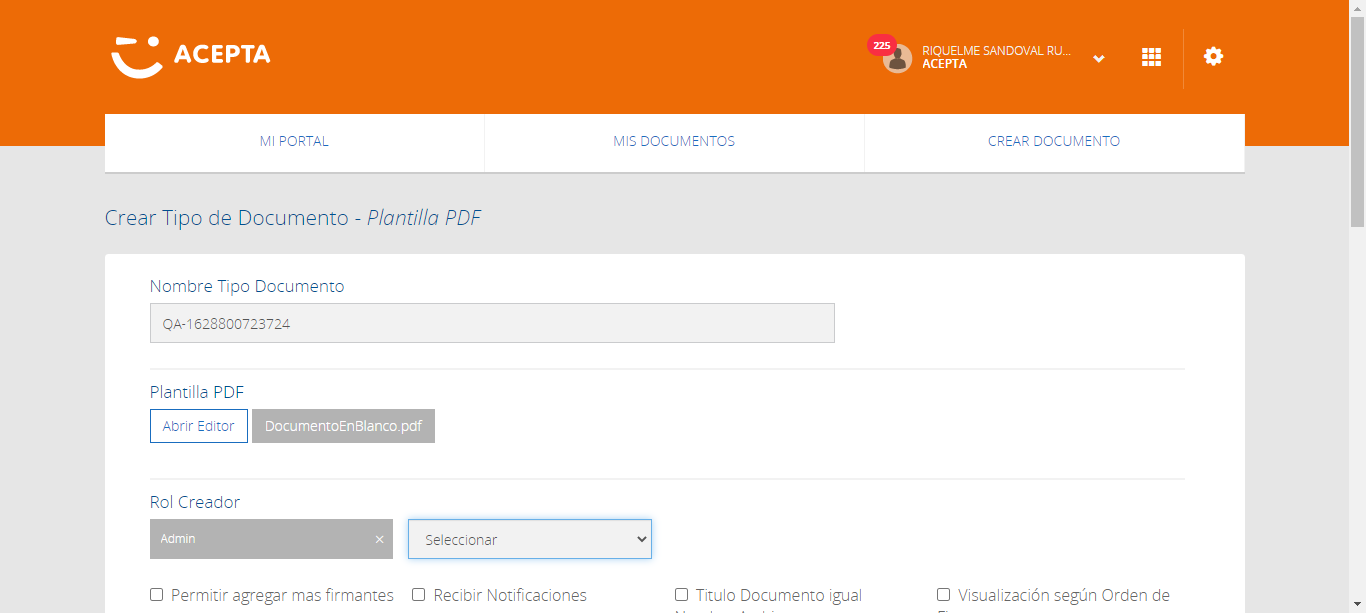 ACEPTA
225
RIQUELME SANDOVAL RU...
ACEPTA
MI PORTAL
MIS DOCUMENTOS
CREAR DOCUMENTO
Crear Tipo de Documento - Plantilla PDF
Nombre Tipo Documento
QA-1628800723724
Plantilla PDF
Abrir Editor
DocumentoEnBlanco.pdf
Rol Creador
Admin ×
Seleccionar
Permitir agregar mas firmantes
Recibir Notificaciones
Titulo Documento igual
Visualización según Orden de